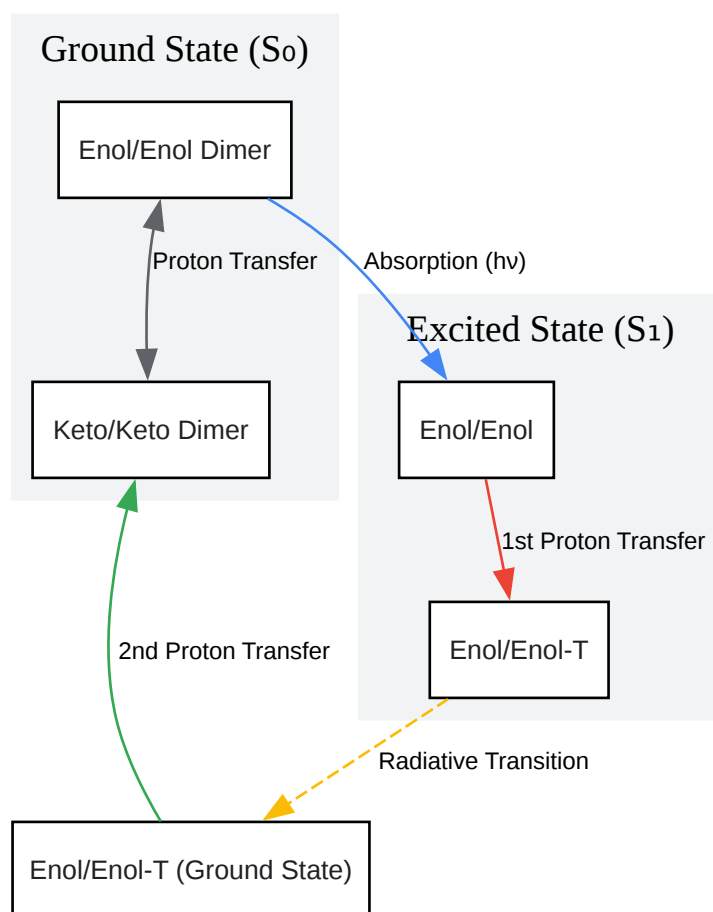 Ground State (S₀)
Enol/Enol Dimer
Proton Transfer
Absorption (hν)
Excited State (S₁)
Keto/Keto Dimer
Enol/Enol
1st Proton Transfer
Enol/Enol-T
2nd Proton Transfer
Radiative Transition
Enol/Enol-T (Ground State)